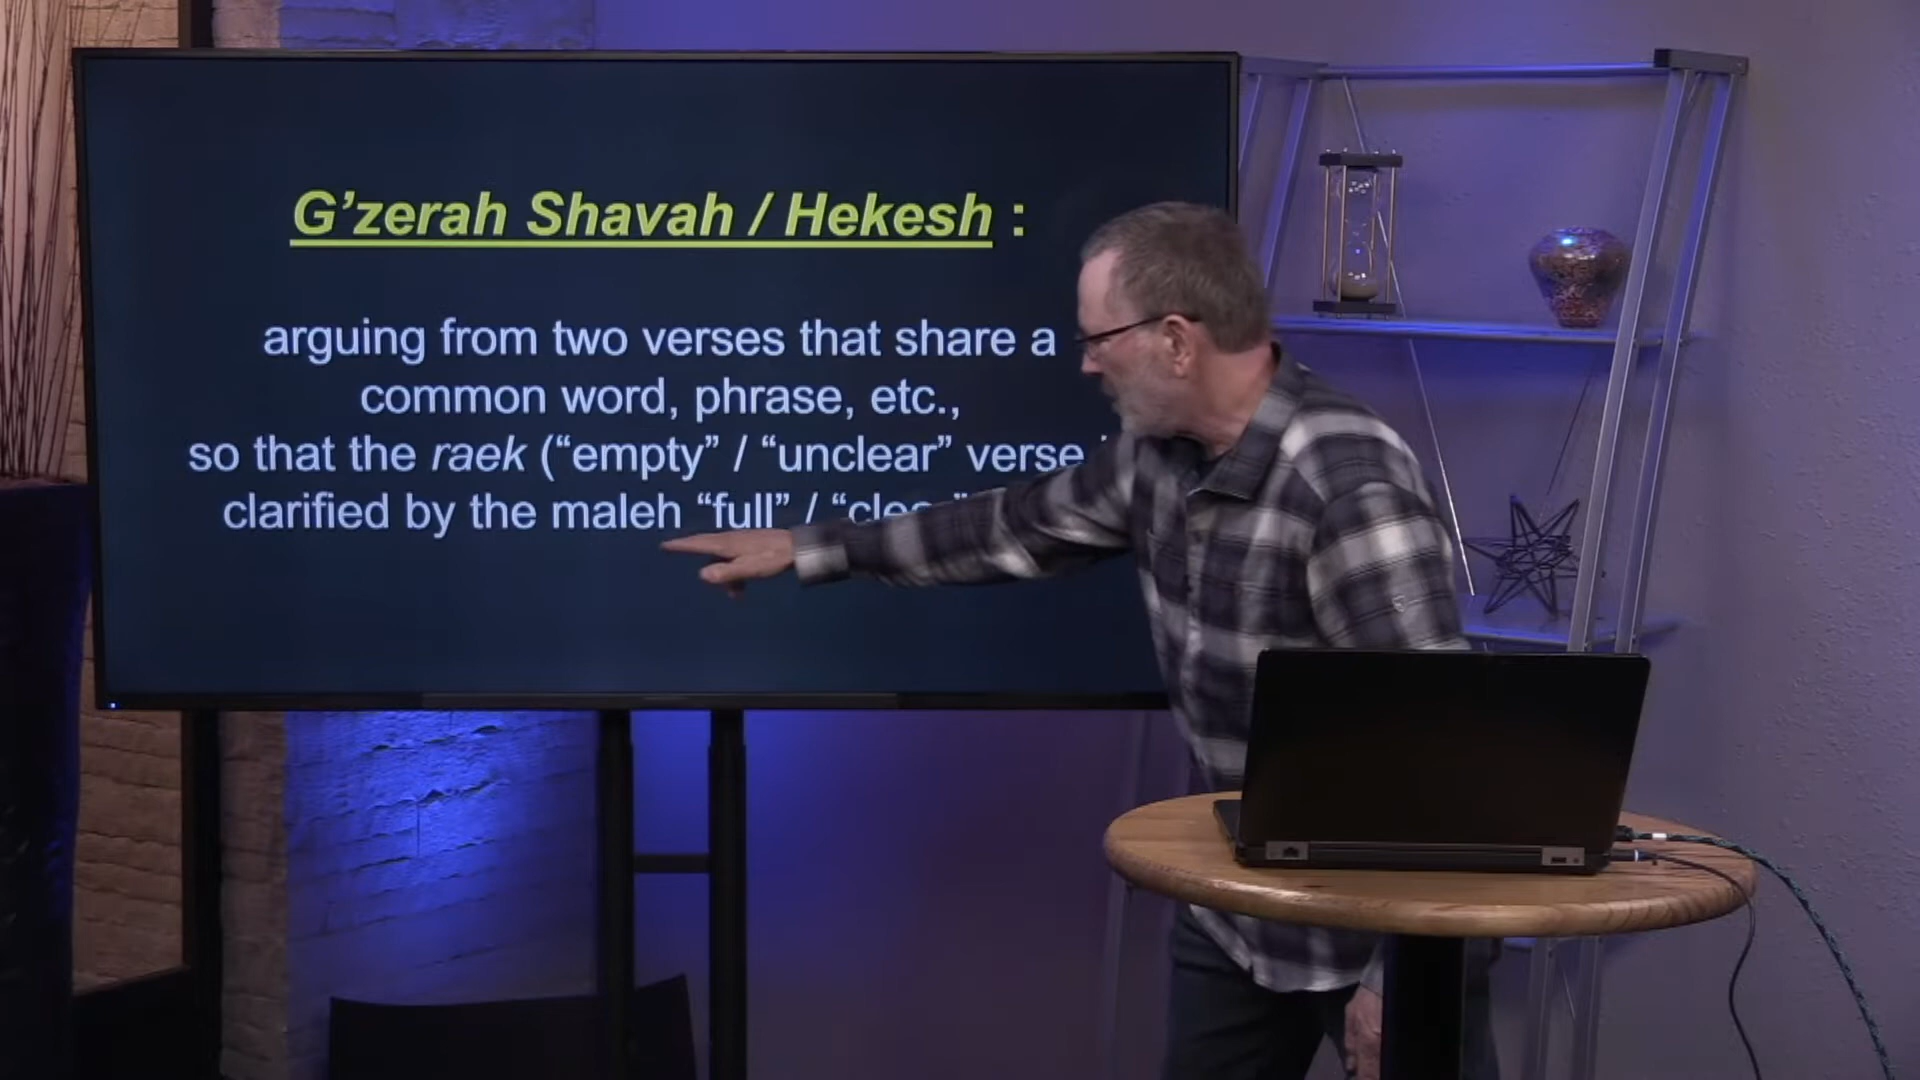 G’zerah Shavah / Hekesh :
arguing from two verses that share a
common word, phrase, etc.,
so that the raek (“empty” / “unclear” verse
clarified by the maleh “full” /